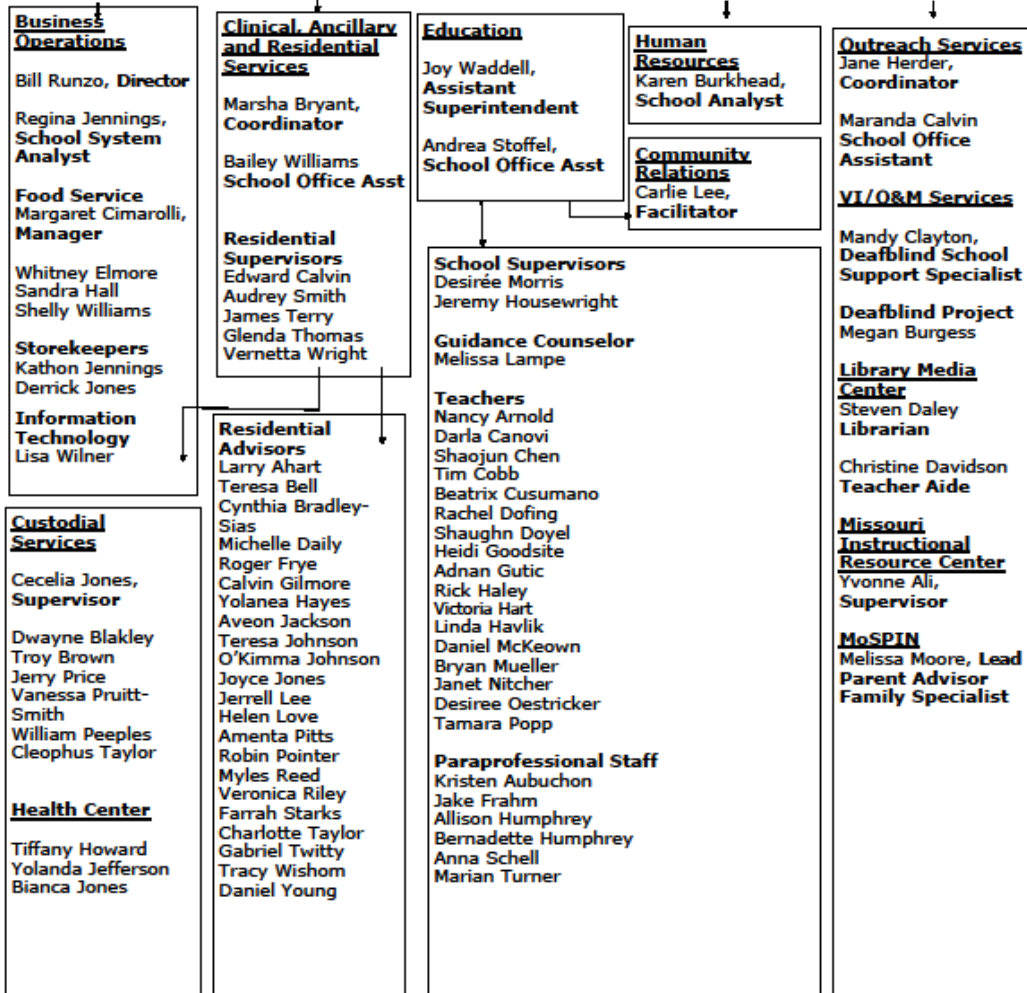 Business
Operations
Bill Runzo, Director
Regina Jennings,
School System
Analyst
Food Service
Margaret Cimarolli,
Manager
Whitney Elmore
Sandra Hall
Shelly Williams
Storekeepers
Kathon Jennings
Derrick Jones
Information
Technology
Lisa Wilner
Custodial
Services
Cecelia Jones,
Supervisor
Dwayne Blakley
Troy Brown
Jerry Price
Vanessa Pruitt-
Smith
William Peeples
Cleophus Taylor
Health Center
Tiffany Howard
Yolanda Jefferson
Bianca Jones
Clinical, Ancillary
and Residential
Services
Marsha Bryant,
Coordinator
Bailey Williams
School Office Asst
Residential
Supervisors
Edward Calvin
Audrey Smith
James Terry
Glenda Thomas
Vernetta Wright
Residential
Advisors
Larry Ahart
Teresa Bell
Cynthia Bradley-
Sias
Michelle Daily
Roger Frye
Calvin Gilmore
Yolanea Hayes
Aveon Jackson
Teresa Johnson
O'Kimma Johnson
Joyce Jones
Jerrell Lee
Helen Love
Amenta Pitts
Robin Pointer
Myles Reed
Veronica Riley
Farrah Starks
Charlotte Taylor
Gabriel Twitty
Tracy Wishom
Daniel Young
Education
Joy Waddell,
Assistant
Superintendent
Andrea Stoffel,
School Office Asst
Human
Resources
Karen Burkhead,
School Analyst
Community
Relations
Carlie Lee,
Facilitator
School Supervisors
Desirée Morris
Jeremy Housewright
Guidance Counselor
Melissa Lampe
Teachers
Nancy Arnold
Darla Canovi
Shaojun Chen
Tim Cobb
Beatrix Cusumano
Rachel Dofing
Shaughn Doyel
Heidi Goodsite
Adnan Gutic
Rick Haley
Victoria Hart
Linda Havlik
Daniel McKeown
Bryan Mueller
Janet Nitcher
Desiree Oestricker
Tamara Popp
Paraprofessional Staff
Kristen Aubuchon
Jake Frahm
Allison Humphrey
Bernadette Humphrey
Anna Schell
Marian Turner
Outreach Services
Jane Herder,
Coordinator
Maranda Calvin
School Office
Assistant
VI/O&M Services
Mandy Clayton,
Deafblind School
Support Specialist
Deafblind Project
Megan Burgess
Library Media
Center
Steven Daley
Librarian
Christine Davidson
Teacher Aide
Missouri
Instructional
Resource Center
Yvonne Ali,
Supervisor
MoSPIN
Melissa Moore, Lead
Parent Advisor
Family Specialist